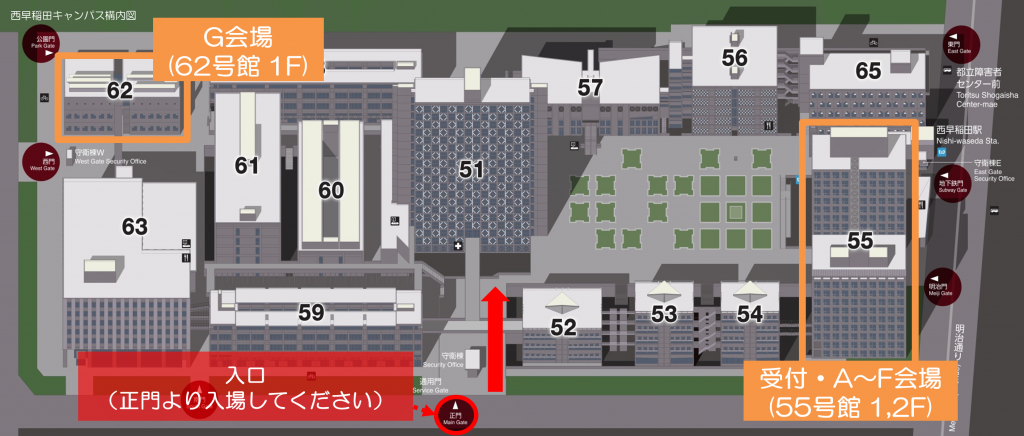 西早稲田キャンパス構内図
公園門
Park Gate
G会場
(62号館 1F)
62
61
60
51
57
56
65
東門
East Gate
都立障害者
センター前
Toritsu Shogaisha
Center-mae
西早稲田駅
Nishi-waseda Sta.
守衛棟E
East Gate
Security Office
地下鉄門
Subway Gate
西門
West Gate
守衛棟W
West Gate Security Office
63
59
52
53
54
55
明治門
Meiji Gate
明治通り
守衛棟
Security Office
通用門
Service Gate
入口
(正門より入場してください)
正門
Main Gate
受付・A〜F会場
(55号館 1,2F)